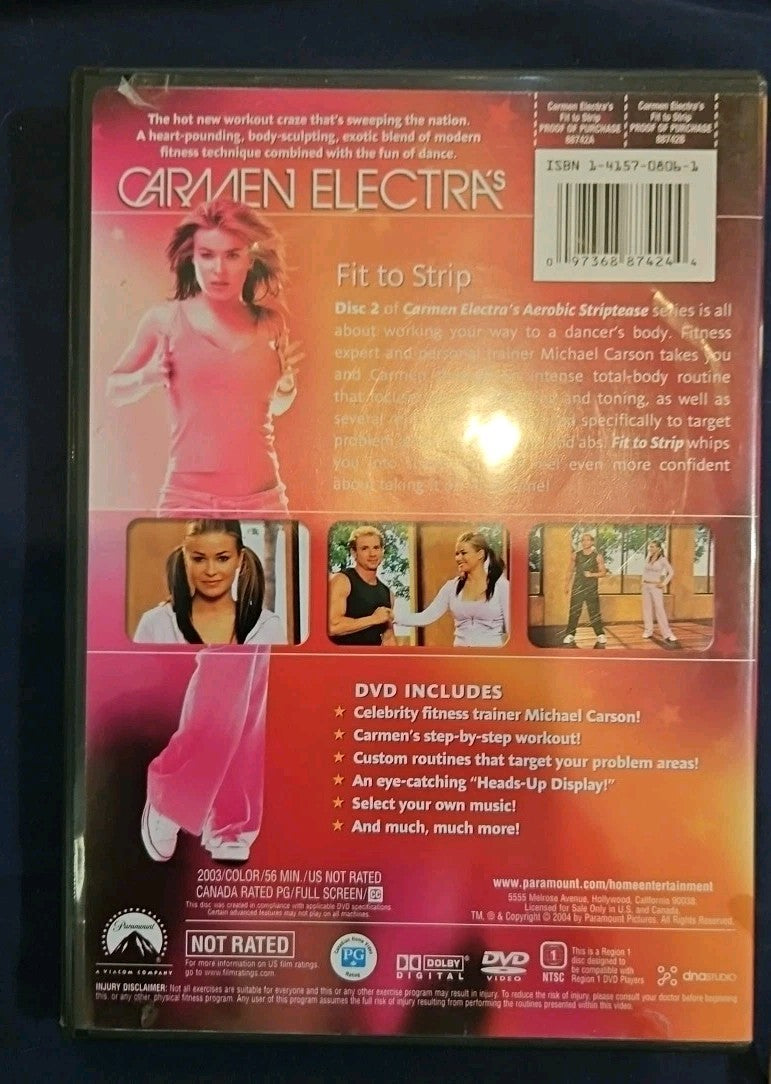 The hot new workout craze that's sweeping the nation.
A heart-pounding, body-sculpting, exotic blend of modern
fitness technique combined with the fun of dance.
CARMEN ELECTRA'S
Carmen Electra's
Fit to Strip
PROOF OF PURCHASE
88742A
Carmen Electra's
Fit to Strip
PROOF OF PURCHASE
88742B
ISBN 1-4157-0806-1
0 97368 87424 4
Fit to Strip
Disc 2 of Carmen Electra's Aerobic Striptease series is all
about working your way to a dancer's body. Fitness
expert and personal trainer Michael Carson takes you
and Carmen intense total-body routine
that and toning, as well as
several specifically to target
problem abs. Fit to Strip whips
you into even more confident
about taking it
DVD INCLUDES
★ Celebrity fitness trainer Michael Carson!
★ Carmen's step-by-step workout!
★ Custom routines that target your problem areas!
★ An eye-catching "Heads-Up Display!"
★ Select your own music!
★ And much, much more!
2003/COLOR/56 MIN./US NOT RATED
CANADA RATED PG/FULL SCREEN/CC
This disc was created in compliance with applicable DVD specifications
Certain advanced features may not play on all machines.
www.paramount.com/homeentertainment
5555 Melrose Avenue, Hollywood, California 90038.
Licensed for Sale Only in U.S. and Canada.
TM, ® & Copyright © 2004 by Paramount Pictures. All Rights Reserved.
Paramount
A VIACOM COMPANY
NOT RATED
For more information on US film ratings,
go to www.filmratings.com.
Canadian Home Video
PG
Rated
DOLBY
DIGITAL
DVD
VIDEO
1
NTSC
This is a Region 1
disc designed to
be compatible with
Region 1 DVD Players
dnaSTUDIO
INJURY DISCLAIMER: Not all exercises are suitable for everyone and this or any other exercise program may result in injury. To reduce the risk of injury, please consult your doctor before beginning
this, or any other, physical fitness program. Any user of this program assumes the full risk of injury resulting from performing the routines presented within this video.